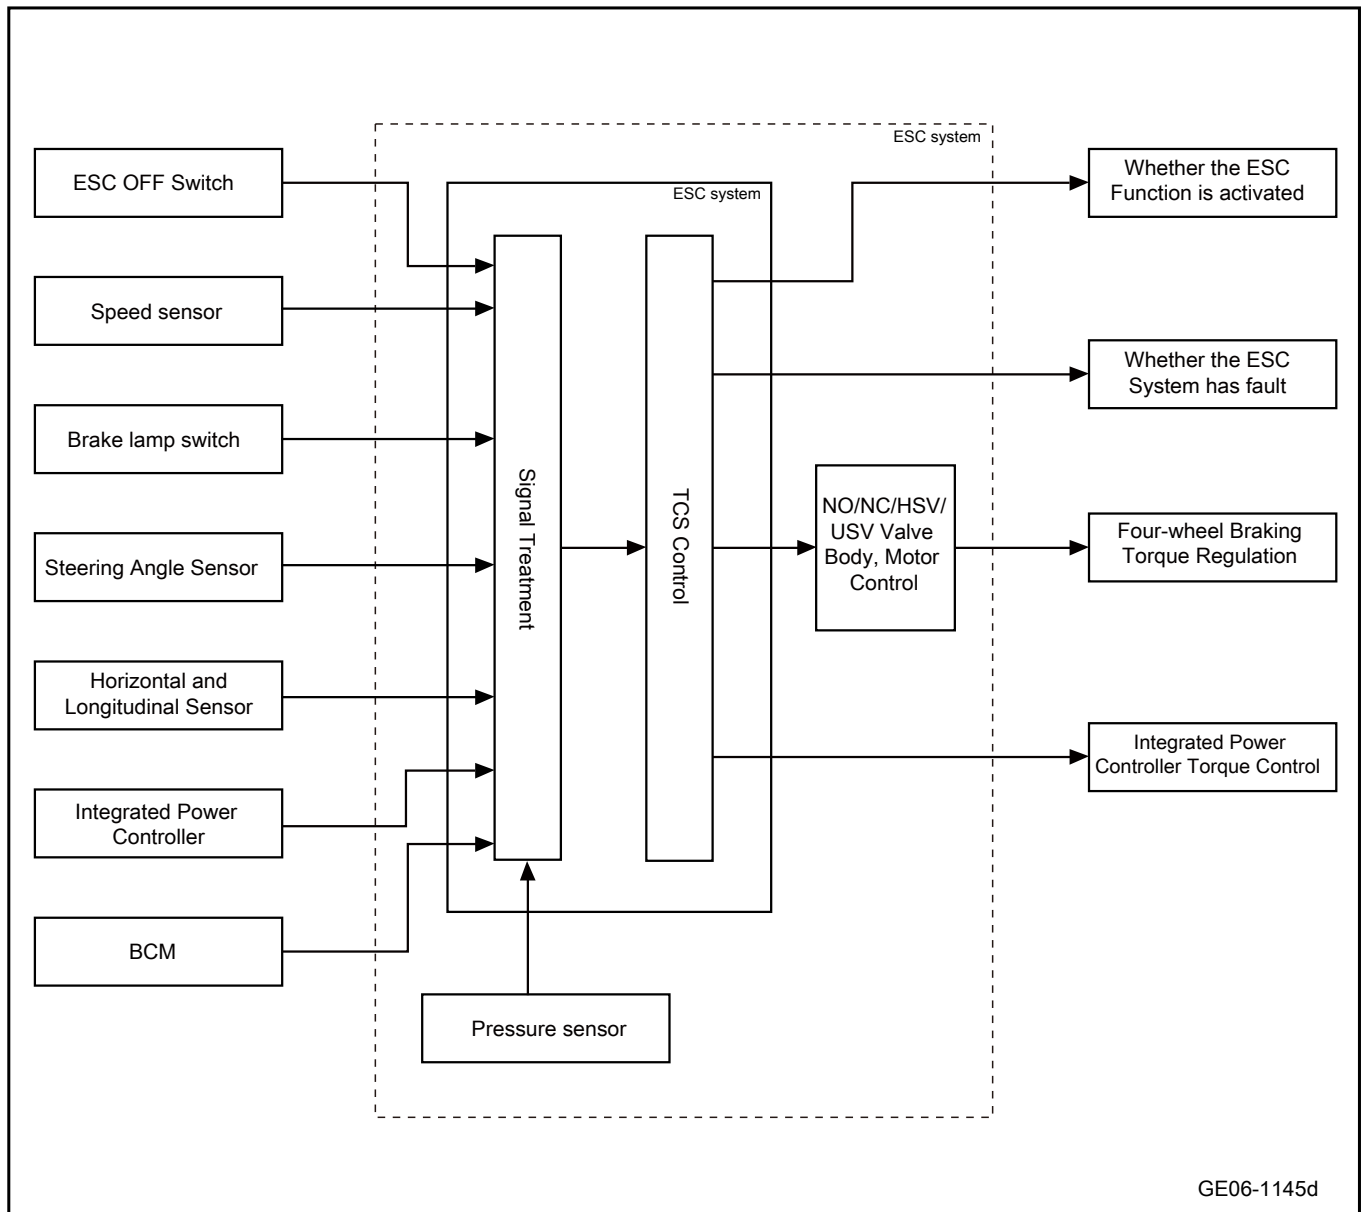 ESC system
ESC OFF Switch
Speed sensor
Brake lamp switch
Steering Angle Sensor
Horizontal and
Longitudinal Sensor
Integrated Power
Controller
BCM
ESC system
Signal Treatment
TCS Control
Pressure sensor
NO/NC/HSV/
USV Valve
Body, Motor
Control
Whether the ESC
Function is activated
Whether the ESC
System has fault
Four-wheel Braking
Torque Regulation
Integrated Power
Controller Torque Control
GE06-1145d